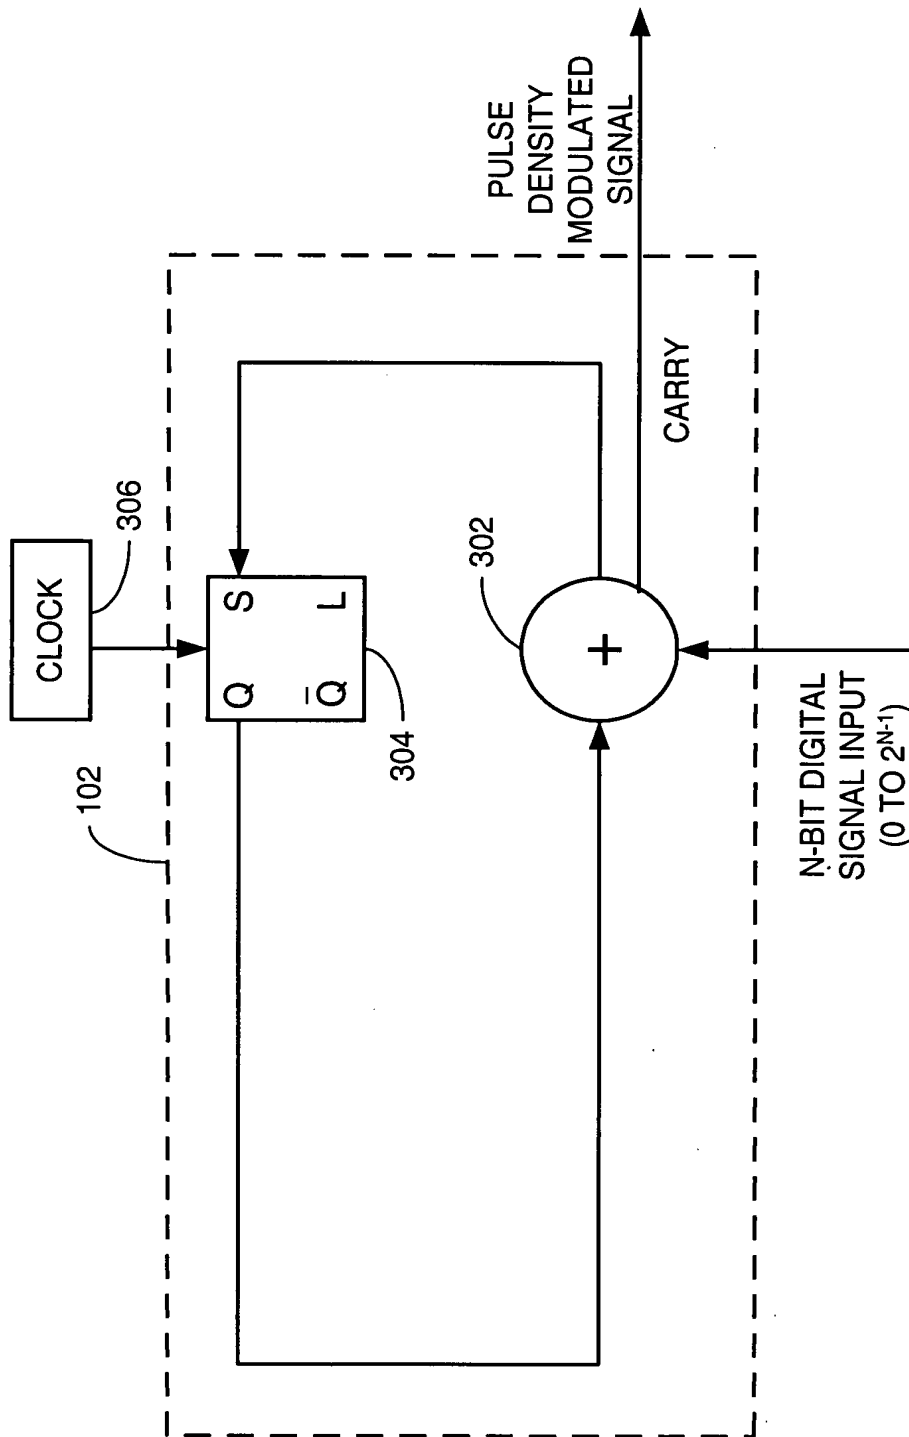 CLOCK
306
102
Q S
Q̅ L
304
302
+
CARRY
PULSE
DENSITY
MODULATED
SIGNAL
N-BIT DIGITAL
SIGNAL INPUT
(0 TO 2^{N-1})